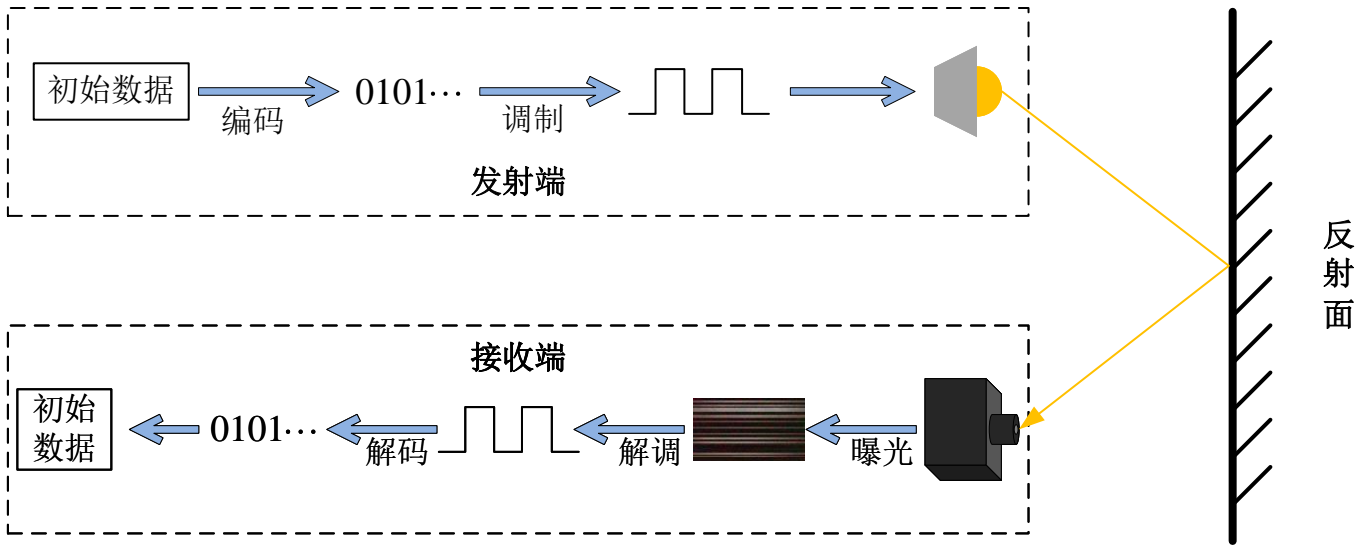 初始数据
编码
0101···
调制
发射端
反
射
面
接收端
初始
数据
0101···
解码
解调
曝光